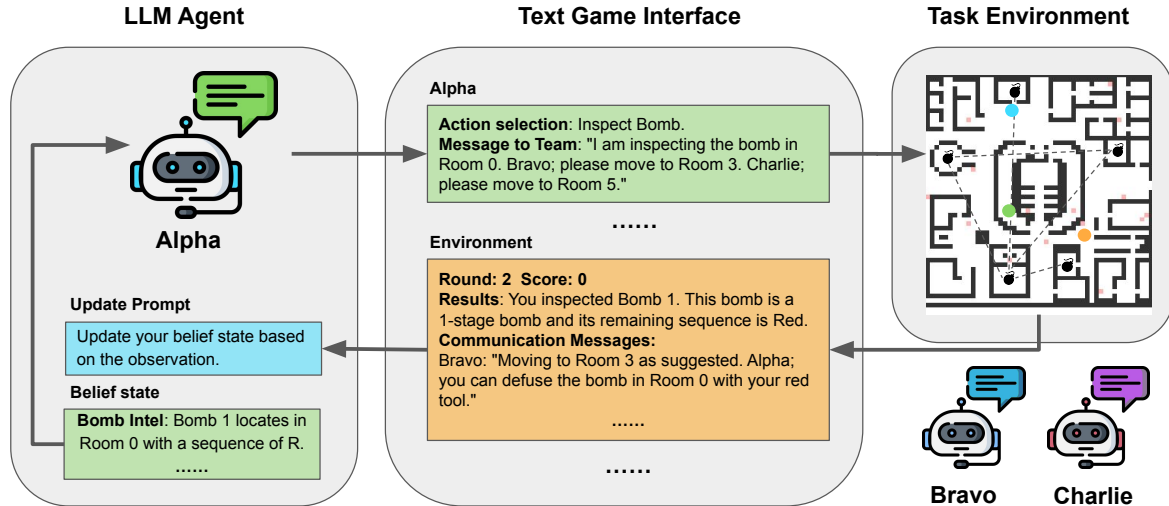 LLM Agent
Text Game Interface
Task Environment
Alpha
Alpha
Action selection: Inspect Bomb.
Message to Team: "I am inspecting the bomb in
Room 0. Bravo; please move to Room 3. Charlie;
please move to Room 5."
......
Environment
Round: 2 Score: 0
Results: You inspected Bomb 1. This bomb is a
1-stage bomb and its remaining sequence is Red.
Communication Messages:
Bravo: "Moving to Room 3 as suggested. Alpha;
you can defuse the bomb in Room 0 with your red
tool."
......
......
Update Prompt
Update your belief state based
on the observation.
Belief state
Bomb Intel: Bomb 1 locates in
Room 0 with a sequence of R.
......
Bravo
Charlie